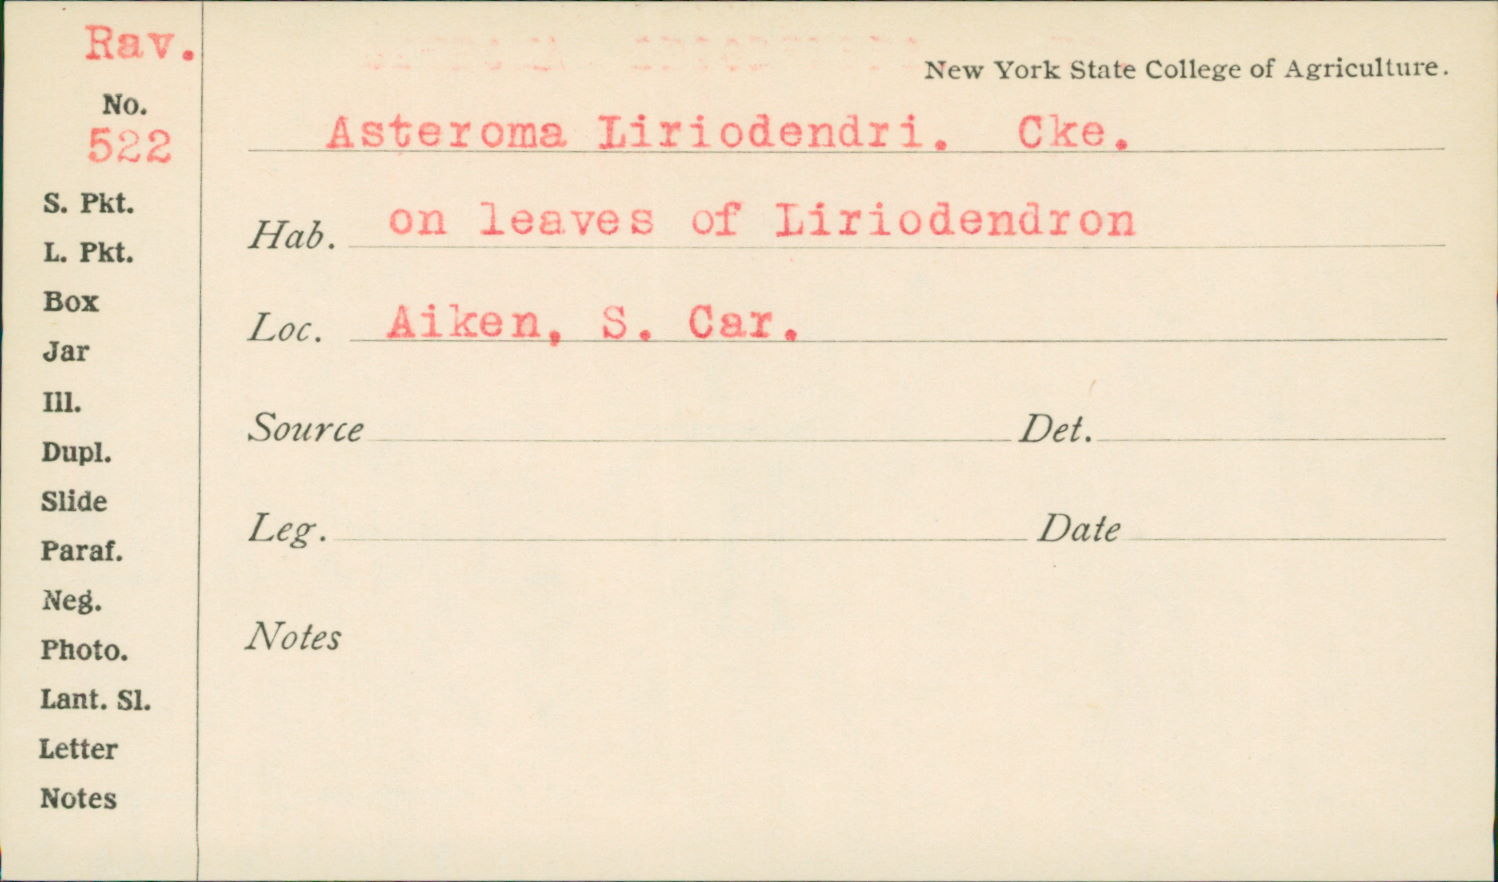 Rav.
No.
522
S. Pkt.
L. Pkt.
Box
Jar
Ill.
Dupl.
Slide
Paraf.
Neg.
Photo.
Lant. Sl.
Letter
Notes
New York State College of Agriculture.
Asteroma Liriodendri. Cke.
Hab. on leaves of Liriodendron
Loc. Aiken, S. Car.
Source Det.
Leg. Date
Notes